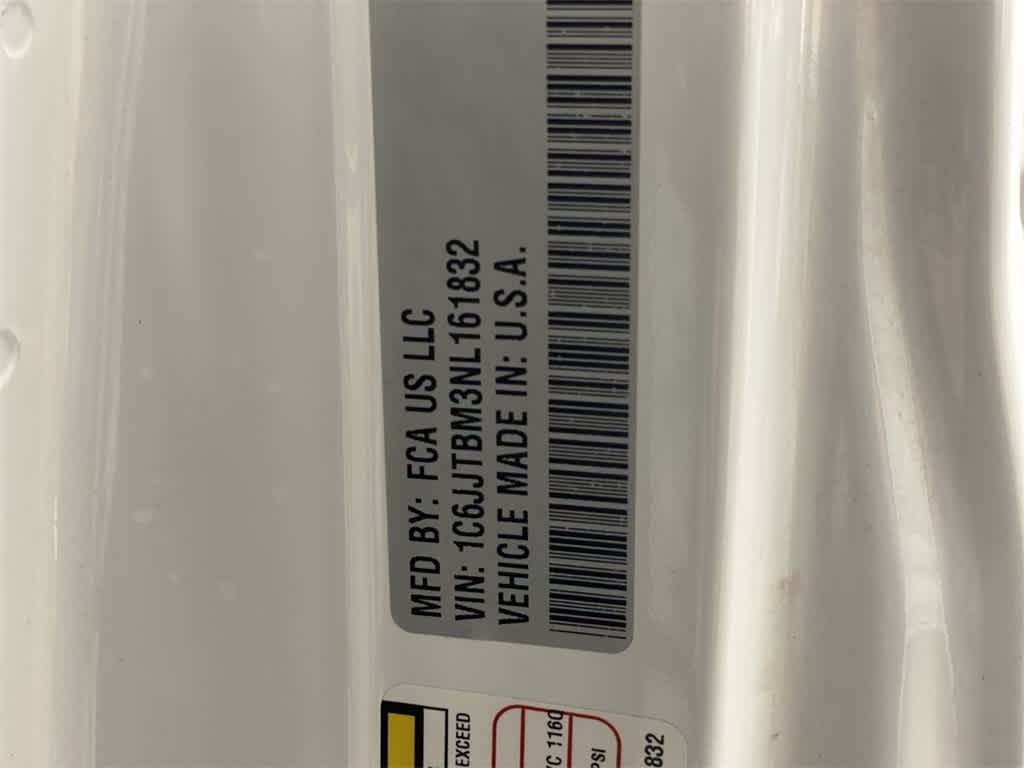 MFD BY: FCA US LLC
VIN: 1C6JJTBM3NL161832
VEHICLE MADE IN: U.S.A.
EXCEED
1160
PSI
832